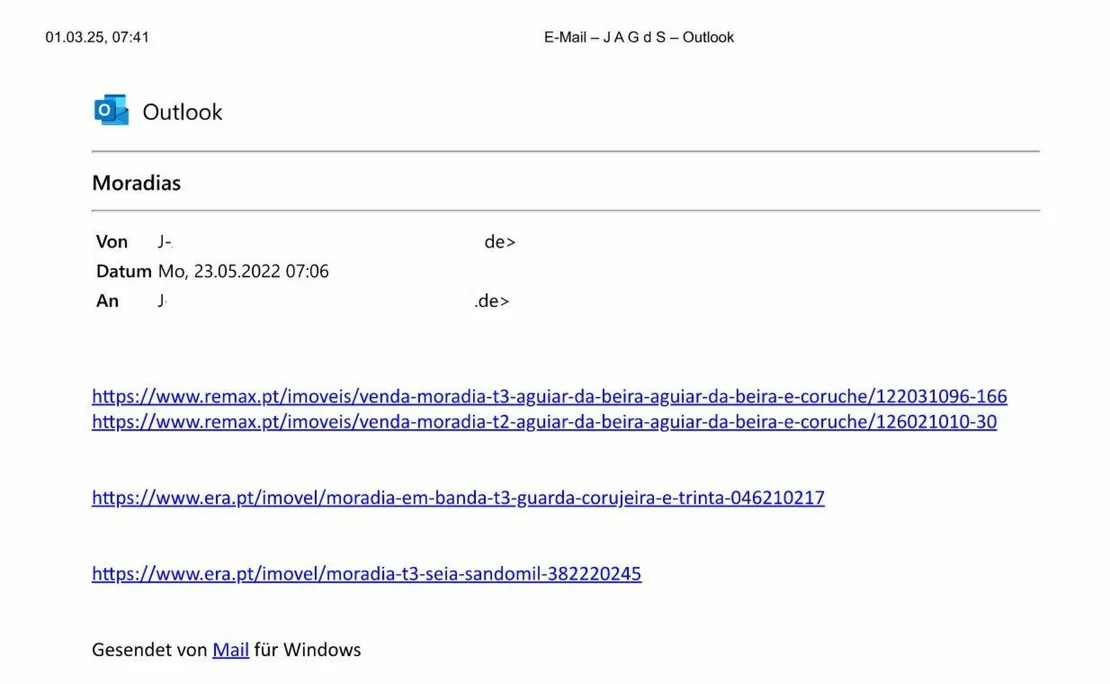 01.03.25, 07:41 E-Mail – J A G d S – Outlook
Outlook
Moradias
Von J- de>
Datum Mo, 23.05.2022 07:06
An J- .de>
https://www.remax.pt/imoveis/venda-moradia-t3-aguiar-da-beira-aguiar-da-beira-e-coruche/122031096-166
https://www.remax.pt/imoveis/venda-moradia-t2-aguiar-da-beira-aguiar-da-beira-e-coruche/126021010-30
https://www.era.pt/imovel/moradia-em-banda-t3-guarda-corujeira-e-trinta-046210217
https://www.era.pt/imovel/moradia-t3-seia-sandomil-382220245
Gesendet von Mail für Windows